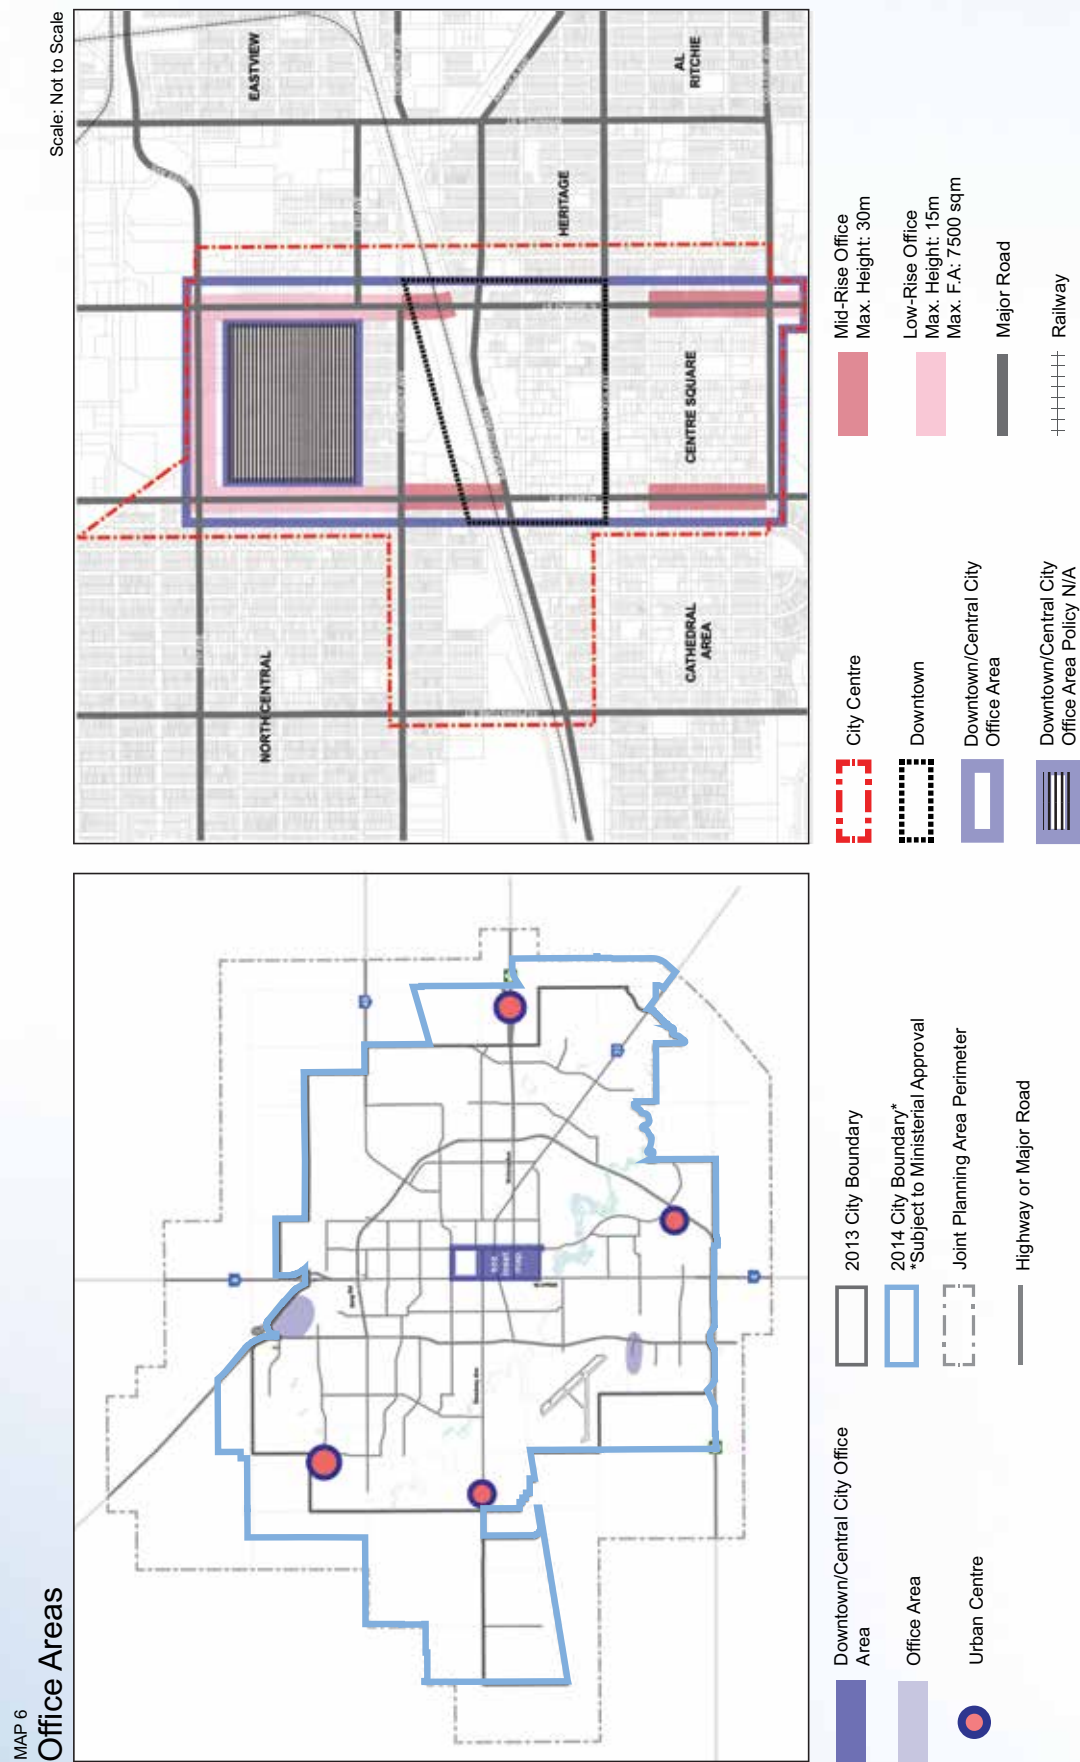 MAP 6
Office Areas
Scale: Not to Scale
NORTH CENTRAL
EASTVIEW
HERITAGE
CATHEDRAL
AREA
CENTRE SQUARE
AL
RITCHIE
Downtown/Central City Office
Area
Office Area
Urban Centre
2013 City Boundary
2014 City Boundary*
*Subject to Ministerial Approval
Joint Planning Area Perimeter
Highway or Major Road
City Centre
Downtown
Downtown/Central City
Office Area
Downtown/Central City
Office Area Policy N/A
Mid-Rise Office
Max. Height: 30m
Low-Rise Office
Max. Height: 15m
Max. F.A: 7500 sqm
Major Road
Railway